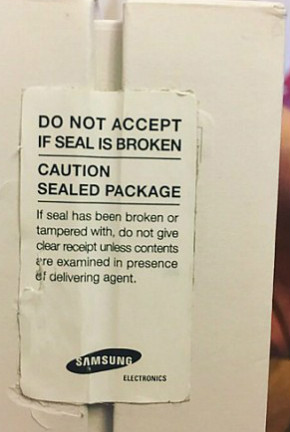 DO NOT ACCEPT
IF SEAL IS BROKEN
CAUTION
SEALED PACKAGE
If seal has been broken or
tampered with, do not give
clear receipt unless contents
are examined in presence
of delivering agent.
SAMSUNG
ELECTRONICS